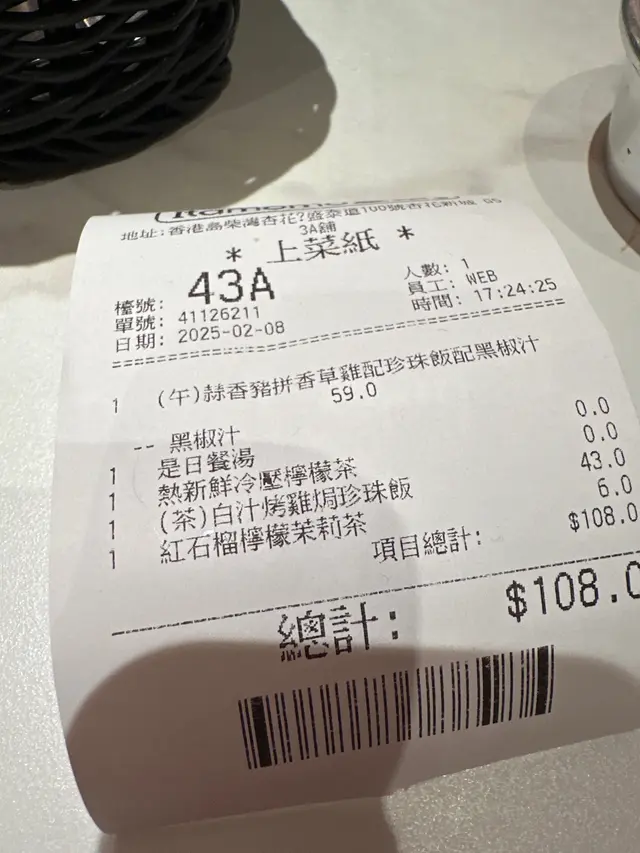 地址:香港島柴灣杏花?盛泰道100號杏花新城 G5
3A鋪
* 上菜紙 *
檯號: 43A 人數: 1
單號: 41126211 員工: WEB
日期: 2025-02-08 時間: 17:24:25
1 (午)蒜香豬拼香草雞配珍珠飯配黑椒汁
59.0
-- 黑椒汁 0.0
1 是日餐湯 0.0
1 熱新鮮冷壓檸檬茶 43.0
1 (茶)白汁烤雞焗珍珠飯 6.0
1 紅石榴檸檬茉莉茶 $108.0
項目總計:
總計: $108.0